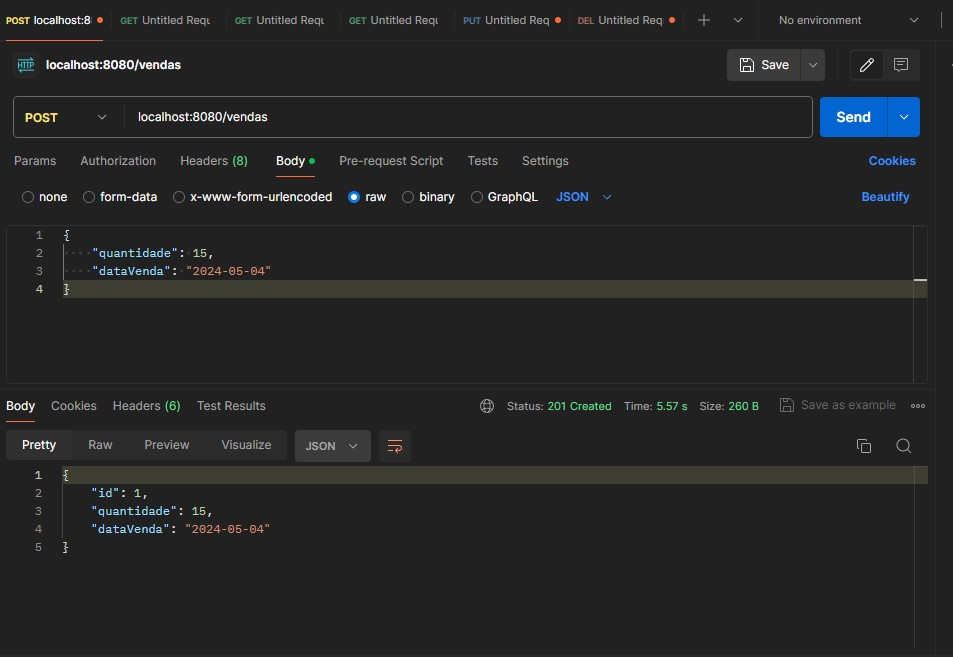 POST localhost:8! GET Untitled Requ GET Untitled Requ GET Untitled Requ PUT Untitled Req DEL Untitled Req No environment
HTTP localhost:8080/vendas Save
POST localhost:8080/vendas Send
Params Authorization Headers (8) Body Pre-request Script Tests Settings Cookies
none form-data x-www-form-urlencoded raw binary GraphQL JSON Beautify
1 {
2 "quantidade": 15,
3 "dataVenda": "2024-05-04"
4 }
Body Cookies Headers (6) Test Results Status: 201 Created Time: 5.57 s Size: 260 B Save as example
Pretty Raw Preview Visualize JSON
1 {
2 "id": 1,
3 "quantidade": 15,
4 "dataVenda": "2024-05-04"
5 }